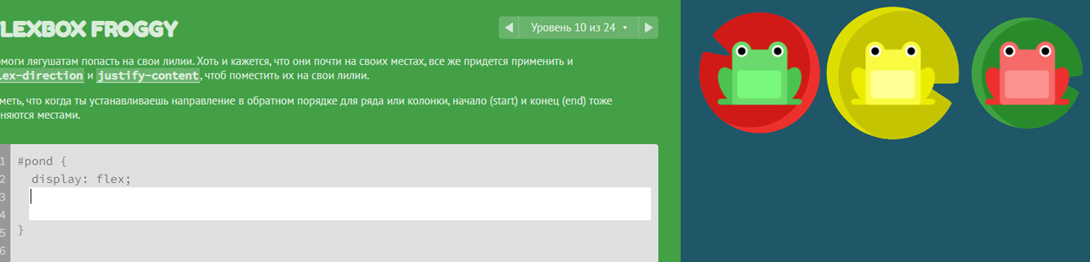 LEXBOX FROGGY
Уровень 10 из 24
омоги лягушатам попасть на свои лилии. Хоть и кажется, что они почти на своих местах, все же придется применить и
lex-direction и justify-content, чтоб поместить их на свои лилии.
меть, что когда ты устанавливаешь направление в обратном порядке для ряда или колонки, начало (start) и конец (end) тоже
няются местами.
1 #pond {
2 display: flex;
3
4
5 }
6